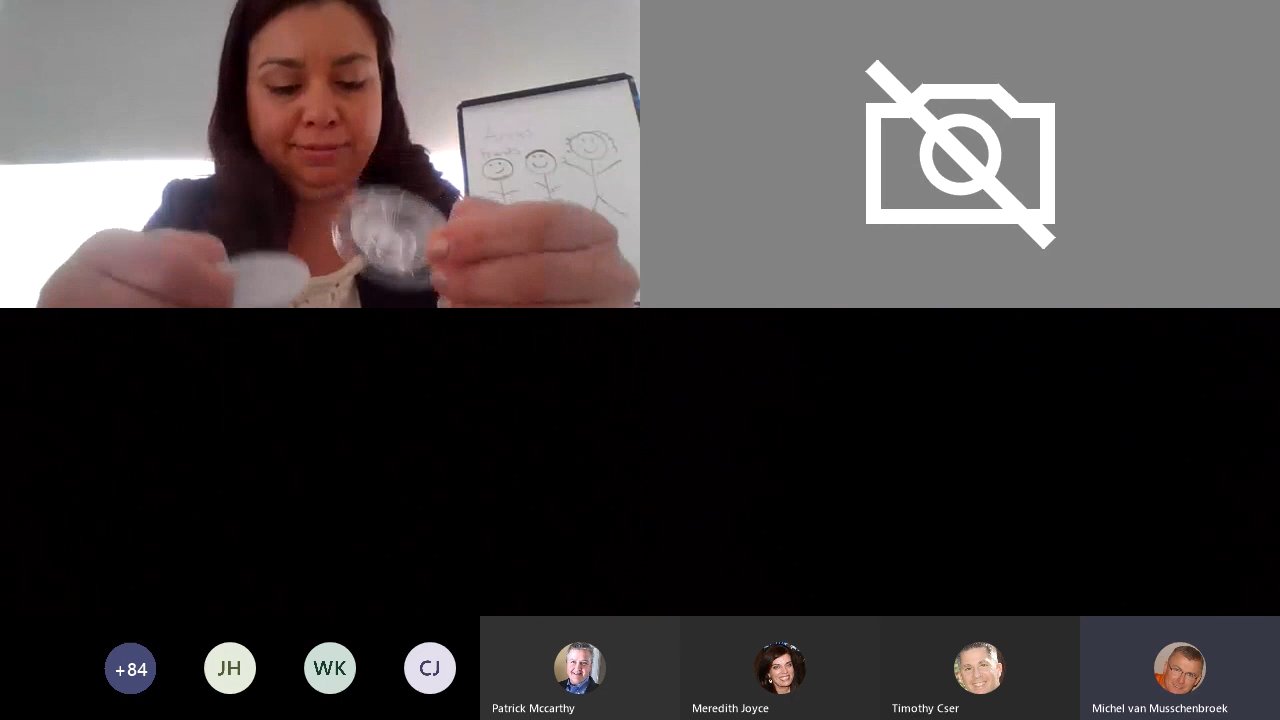 +84
JH
WK
CJ
Patrick Mccarthy
Meredith Joyce
Timothy Cser
Michel van Musschenbroek